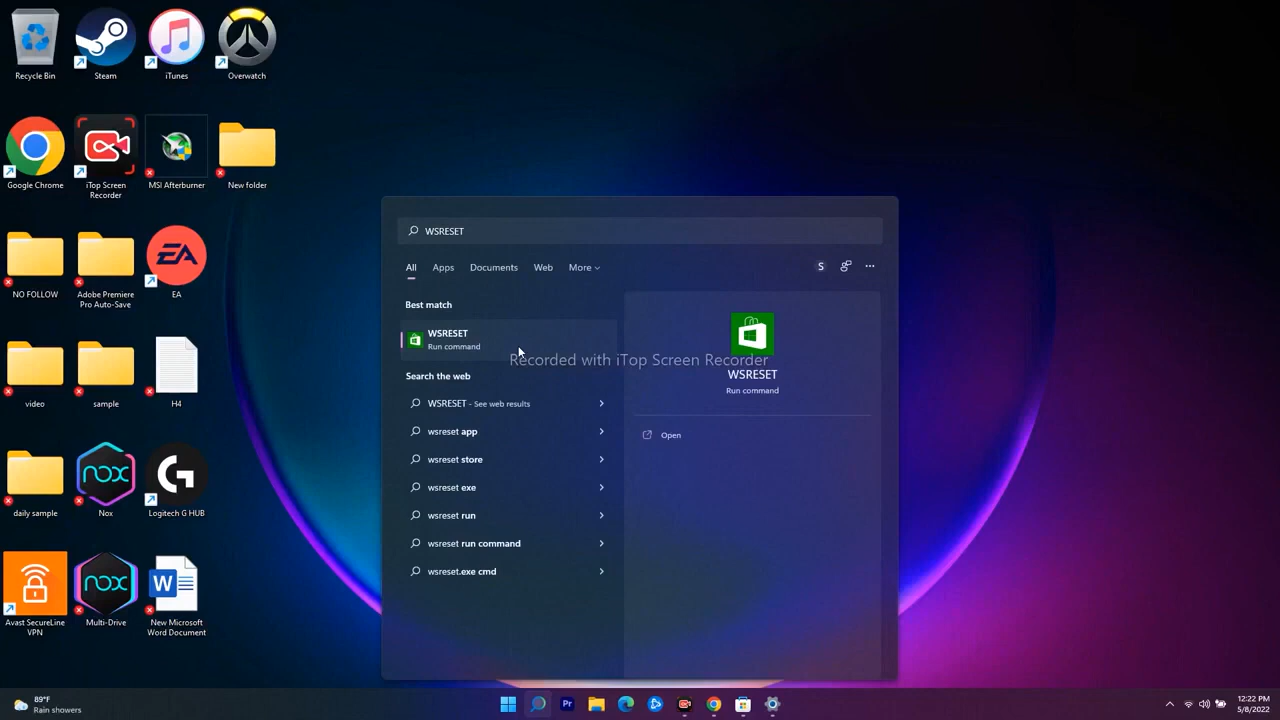 Recycle Bin
Steam
iTunes
Overwatch
Google Chrome
iTop Screen
Recorder
MSI Afterburner
New folder
NO FOLLOW
Adobe Premiere
Pro Auto-Save
EA
EA
video
sample
H4
daily sample
nox
Nox
Logitech G HUB
Avast SecureLine
VPN
nox
Multi-Drive
W
New Microsoft
Word Document
WSRESET
All
Apps
Documents
Web
More
S
Best match
WSRESET
Run command
Search the web
WSRESET - See web results
wsreset app
wsreset store
wsreset exe
wsreset run
wsreset run command
wsreset.exe cmd
Recorded with iTop Screen Recorder
WSRESET
Run command
Open
89°F
Rain showers
Pr
12:22 PM
5/8/2022